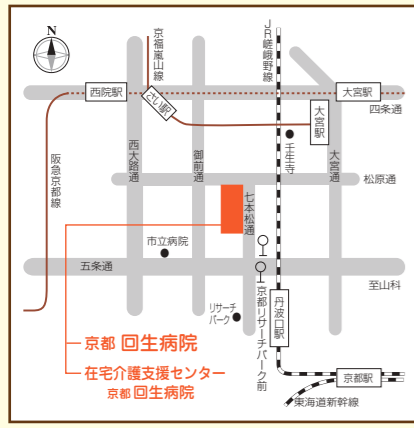 N
京福嵐山線
JR嵯峨野線
西院駅
さい駅
大宮駅
四条通
大宮駅
阪急京都線
西大路通
御前通
壬生寺
大宮通
松原通
七本松通
市立病院
五条通
至山科
リサーチ
パーク
京都リサーチパーク前
丹波口駅
京都 回生病院
在宅介護支援センター
京都 回生病院
京都駅
東海道新幹線